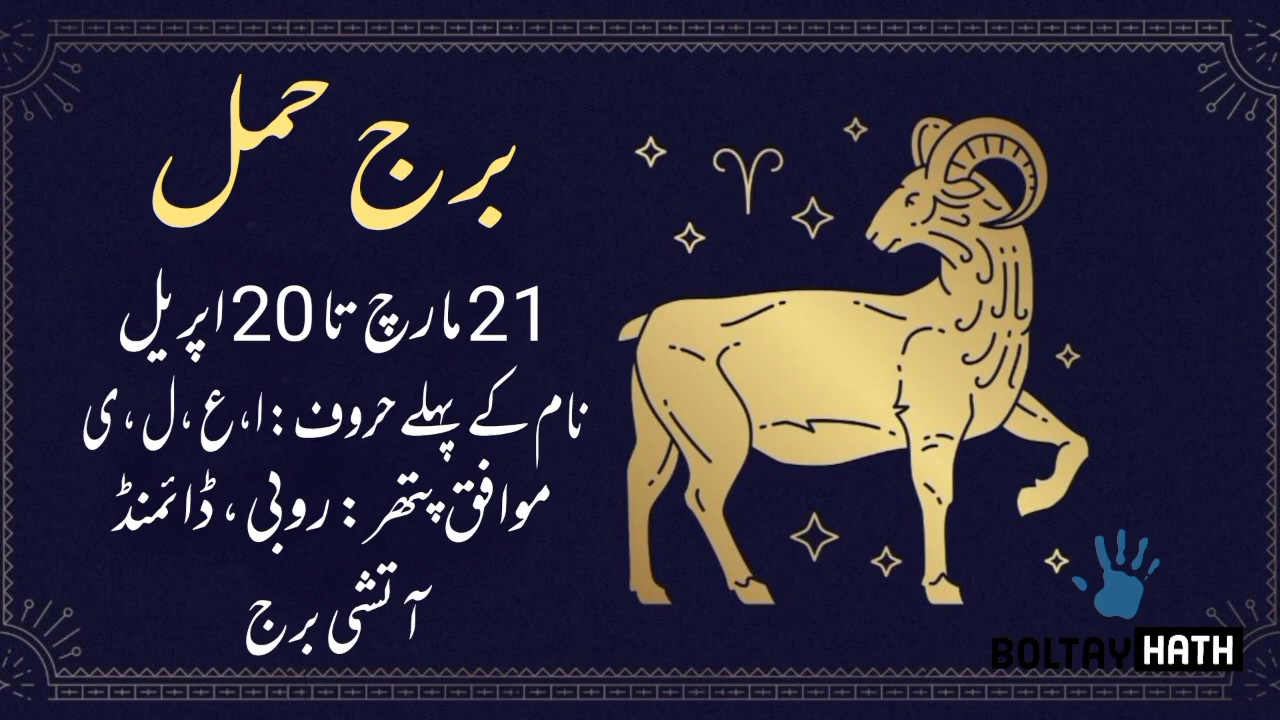 برج حمل
21 مارچ تا 20 اپریل
نام کے پہلے حروف : ا، ع ، ل ، ی
موافق پتھر : روبی ، ڈائمنڈ
آتشی برج
BOLTAY HATH